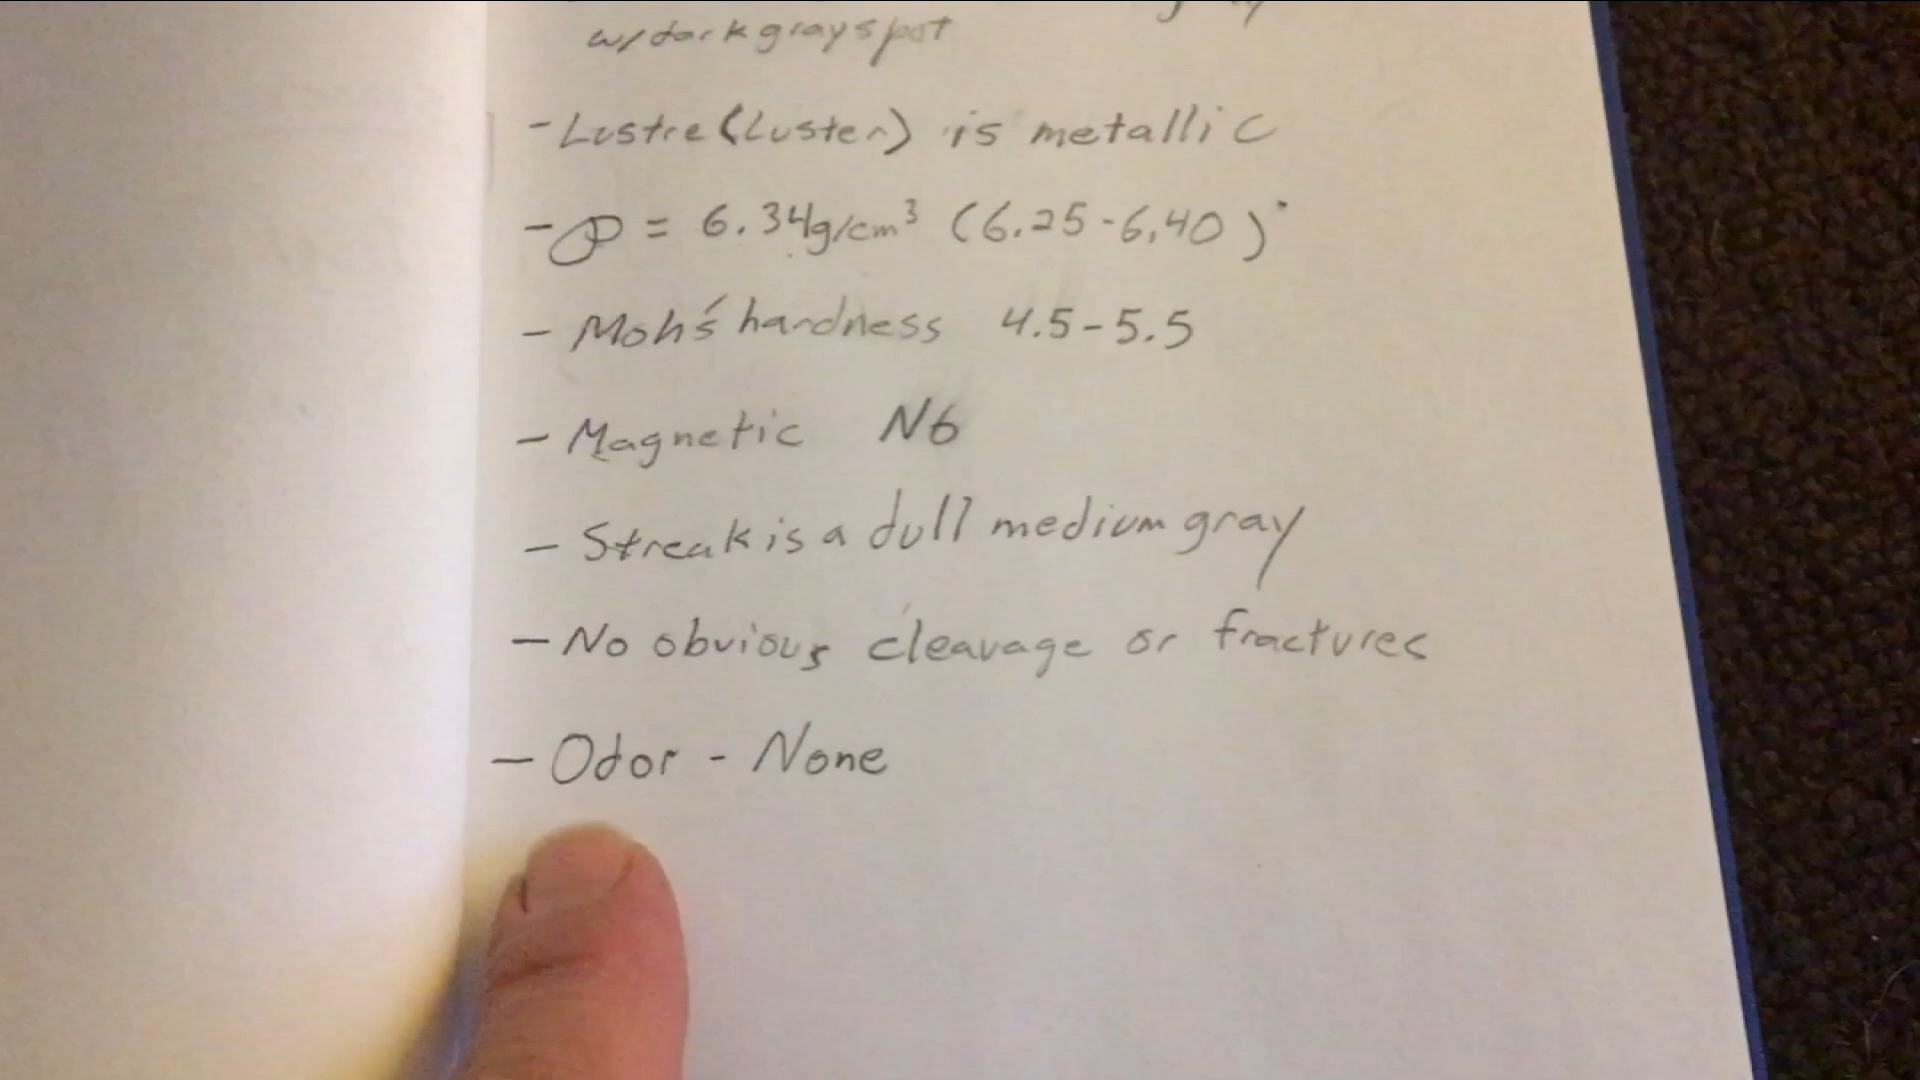 w/dark gray spot
- Lustre (Luster) is metallic
- ρ = 6.34g/cm³ (6.25-6.40)
- Moh's hardness 4.5-5.5
- Magnetic No
- Streak is a dull medium gray
- No obvious cleavage or fractures
- Odor - None